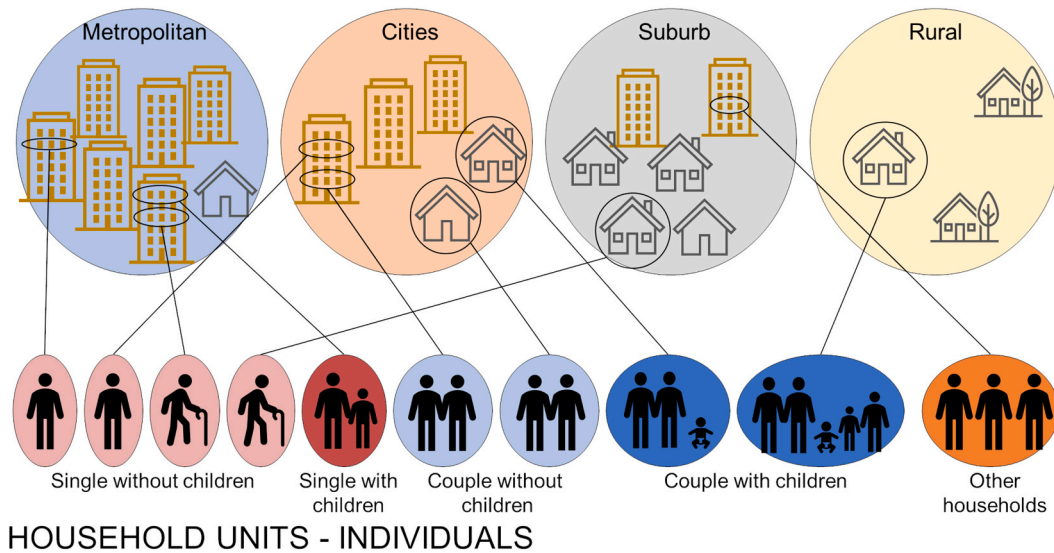 Metropolitan
Cities
Suburb
Rural
Single without children
Single with
children
Couple without
children
Couple with children
Other
households
HOUSEHOLD UNITS - INDIVIDUALS